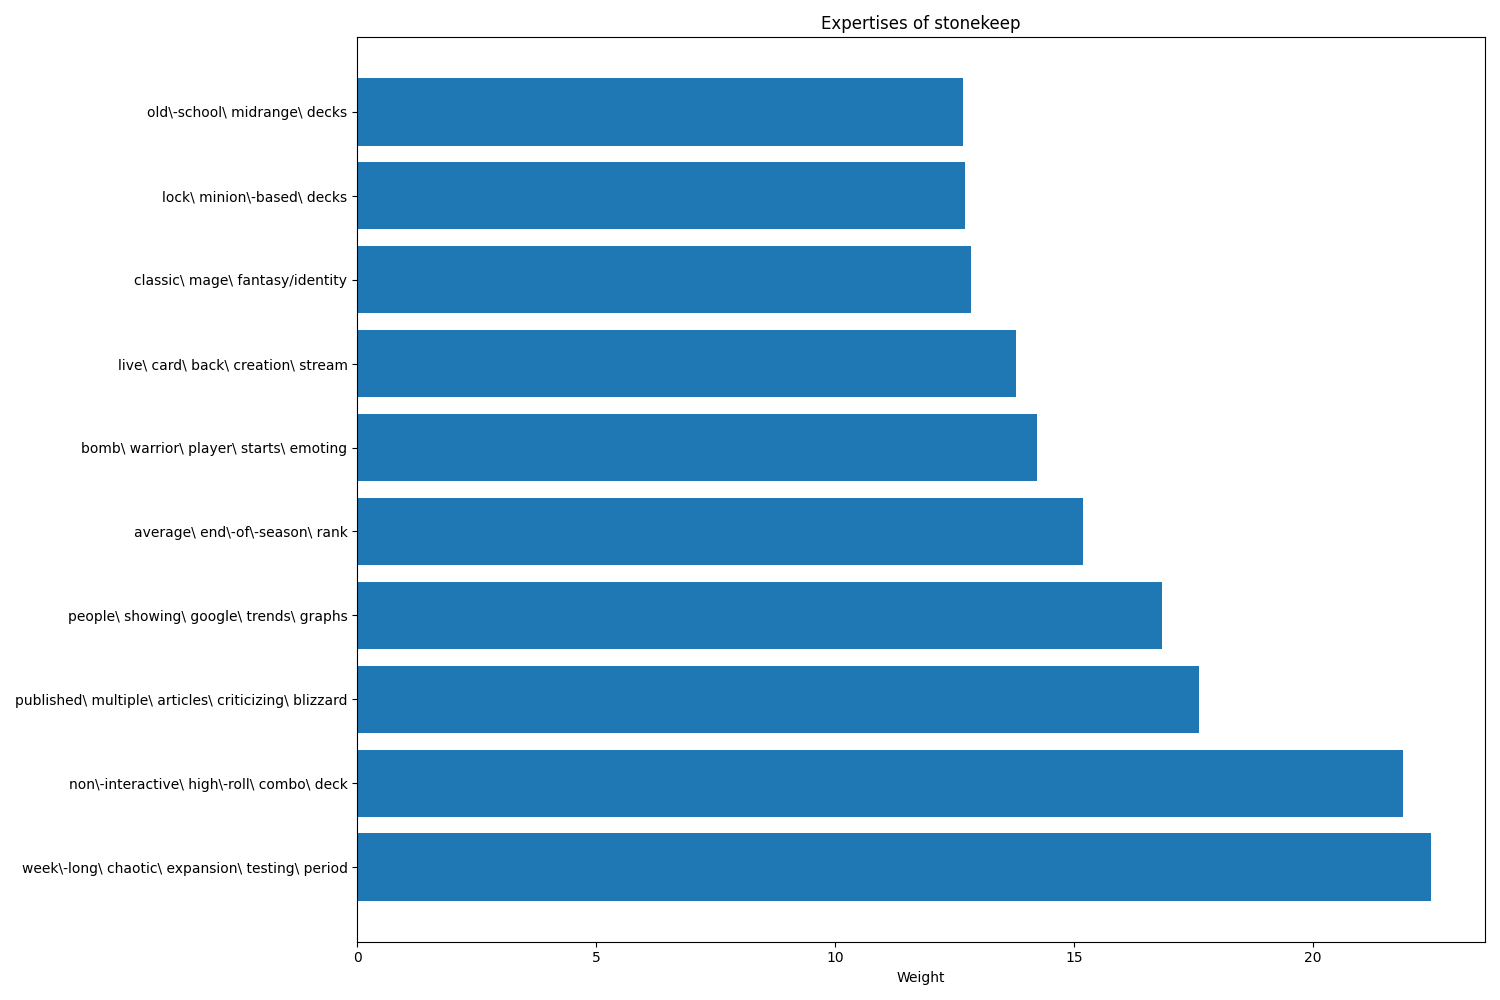 Expertises of stonekeep
old\-school\ midrange\ decks
lock\ minion\-based\ decks
classic\ mage\ fantasy/identity
live\ card\ back\ creation\ stream
bomb\ warrior\ player\ starts\ emoting
average\ end\-of\-season\ rank
people\ showing\ google\ trends\ graphs
published\ multiple\ articles\ criticizing\ blizzard
non\-interactive\ high\-roll\ combo\ deck
week\-long\ chaotic\ expansion\ testing\ period
0 5 10 15 20
Weight